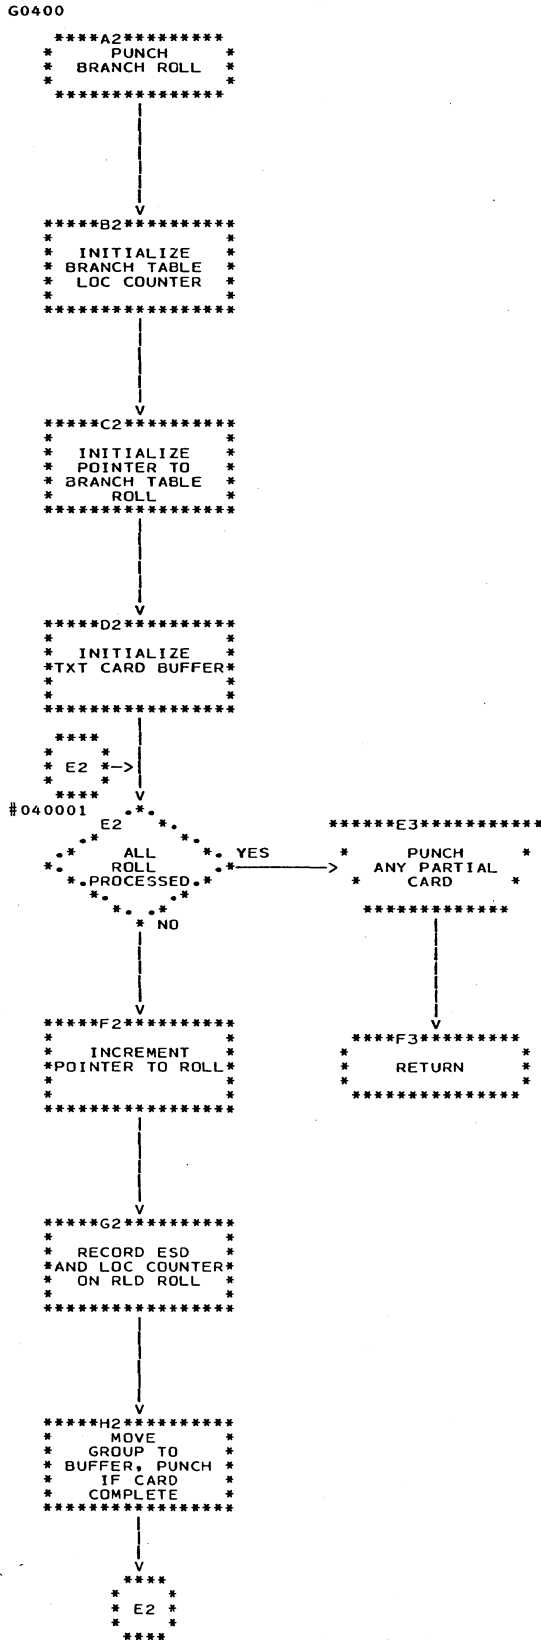 G0400
A2
PUNCH
BRANCH ROLL
B2
INITIALIZE
BRANCH TABLE
LOC COUNTER
C2
INITIALIZE
POINTER TO
BRANCH TABLE
ROLL
D2
INITIALIZE
TXT CARD BUFFER
E2
#040001
E2
ALL
ROLL
PROCESSED
YES
NO
E3
PUNCH
ANY PARTIAL
CARD
F3
RETURN
F2
INCREMENT
POINTER TO ROLL
G2
RECORD ESD
AND LOC COUNTER
ON RLD ROLL
H2
MOVE
GROUP TO
BUFFER, PUNCH
IF CARD
COMPLETE
E2